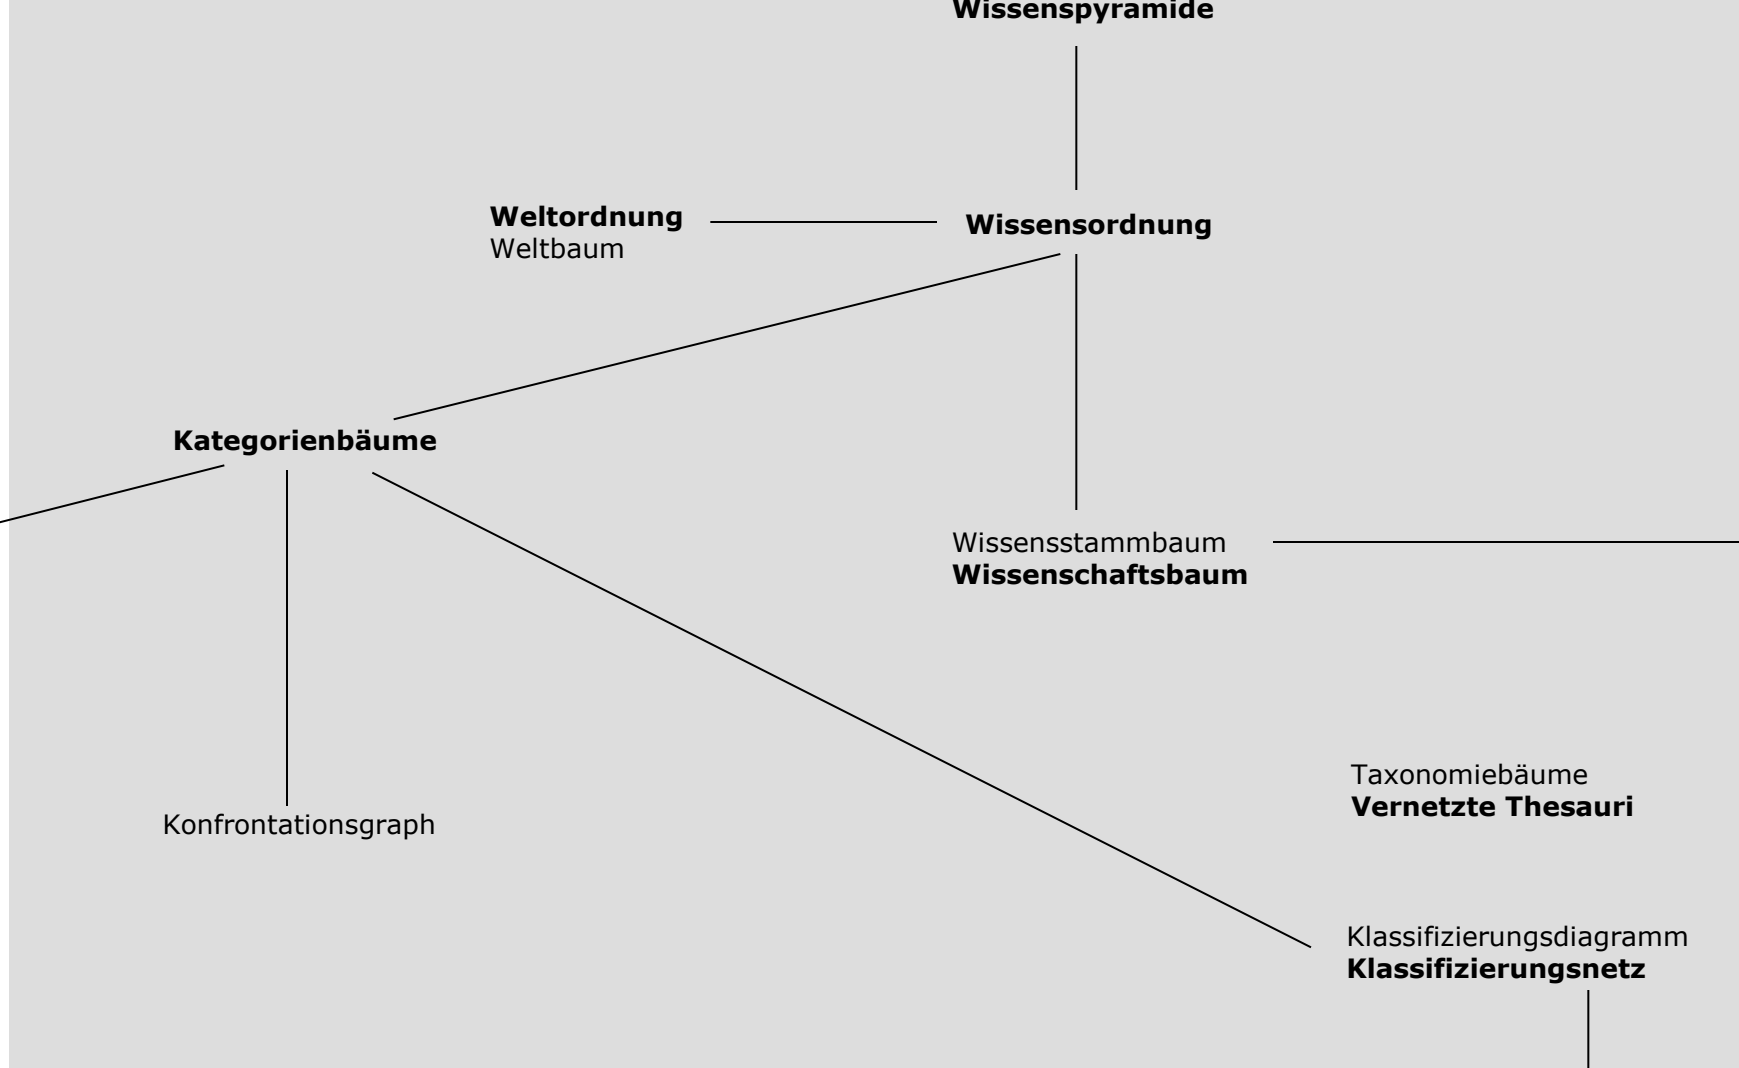 Wissenspyramide
Weltordnung
Weltbaum
Wissensordnung
Kategorienbäume
Wissensstammbaum
Wissenschaftsbaum
Taxonomiebäume
Vernetzte Thesauri
Konfrontationsgraph
Klassifizierungsdiagramm
Klassifizierungsnetz